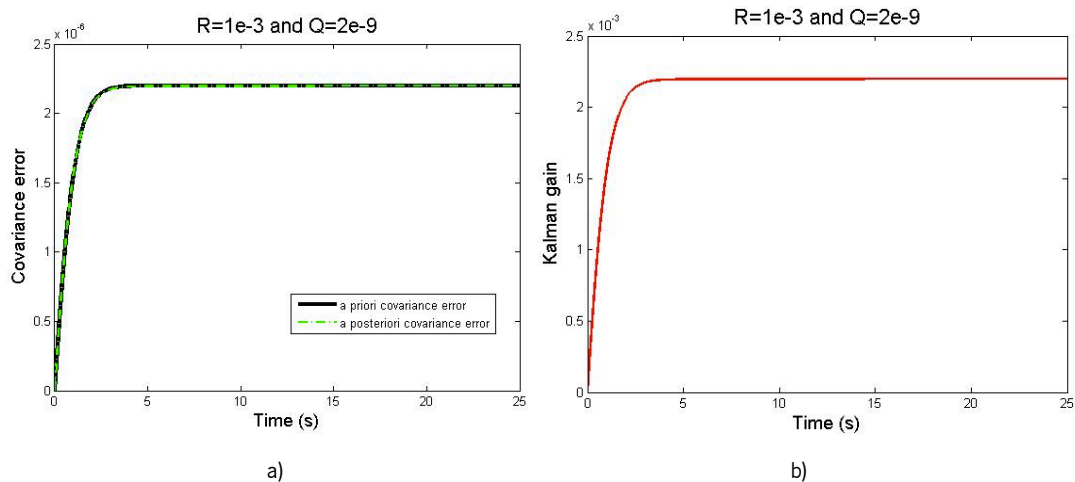 R=1e-3 and Q=2e-9
x 10^-6
2.5
2
1.5
1
0.5
0
Covariance error
a priori covariance error
a posteriori covariance error
0 5 10 15 20 25
Time (s)
a)
R=1e-3 and Q=2e-9
x 10^-3
2.5
2
1.5
1
0.5
0
Kalman gain
0 5 10 15 20 25
Time (s)
b)